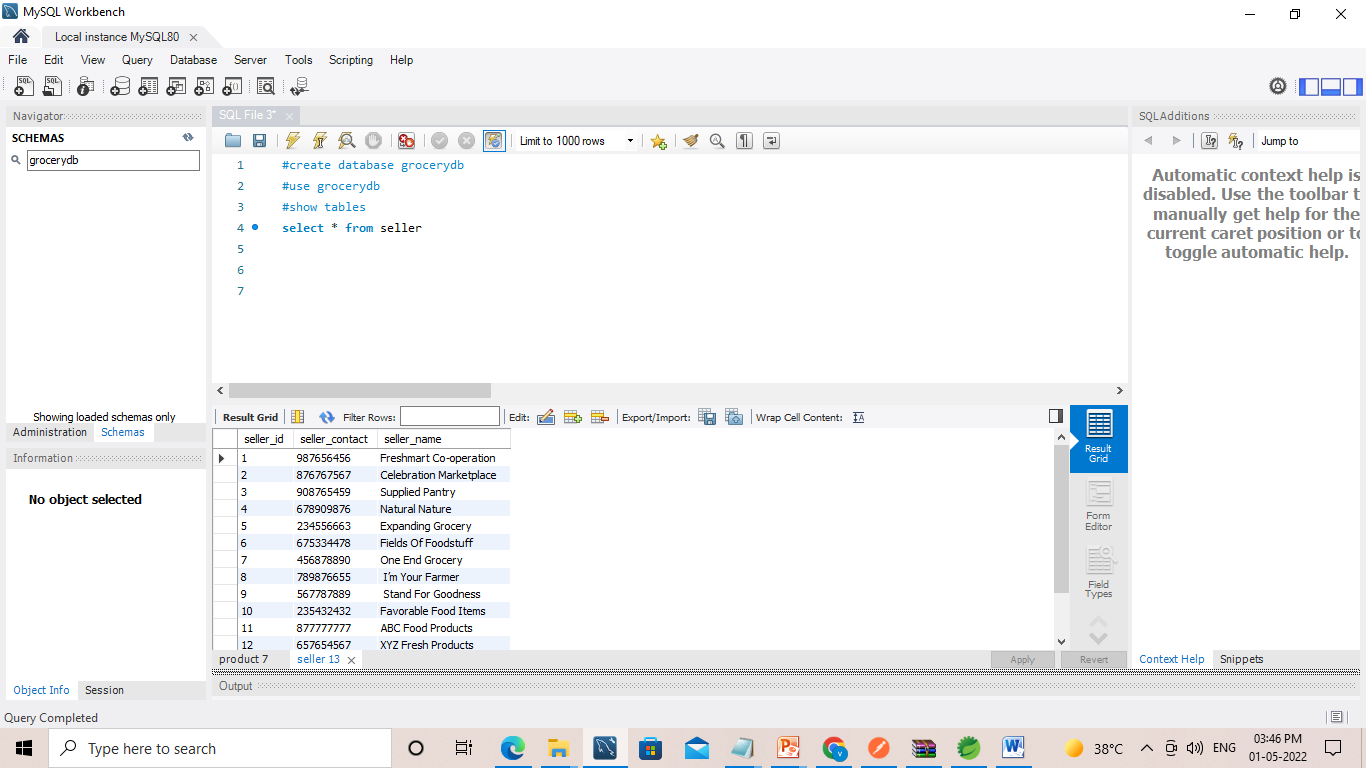 MySQL Workbench
Local instance MySQL80
File Edit View Query Database Server Tools Scripting Help
Navigator
SCHEMAS
grocerydb
Showing loaded schemas only
Administration Schemas
Information
No object selected
Object Info Session
SQL File 3*
Limit to 1000 rows
1 #create database grocerydb
2 #use grocerydb
3 #show tables
4 select * from seller
5
6
7
Result Grid Filter Rows: Edit: Export/Import: Wrap Cell Content:
seller_id seller_contact seller_name
1 987656456 Freshmart Co-operation
2 876767567 Celebration Marketplace
3 908765459 Supplied Pantry
4 678909876 Natural Nature
5 234556663 Expanding Grocery
6 675334478 Fields Of Foodstuff
7 456878890 One End Grocery
8 789876655 I'm Your Farmer
9 567787889 Stand For Goodness
10 235432432 Favorable Food Items
11 877777777 ABC Food Products
12 657654567 XYZ Fresh Products
Result
Grid
Form
Editor
Field
Types
product 7 seller 13 Apply Revert
Output
SQLAdditions
Jump to
Automatic context help is
disabled. Use the toolbar t
manually get help for the
current caret position or to
toggle automatic help.
Context Help Snippets
Query Completed
Type here to search
38°C ENG
03:46 PM
01-05-2022